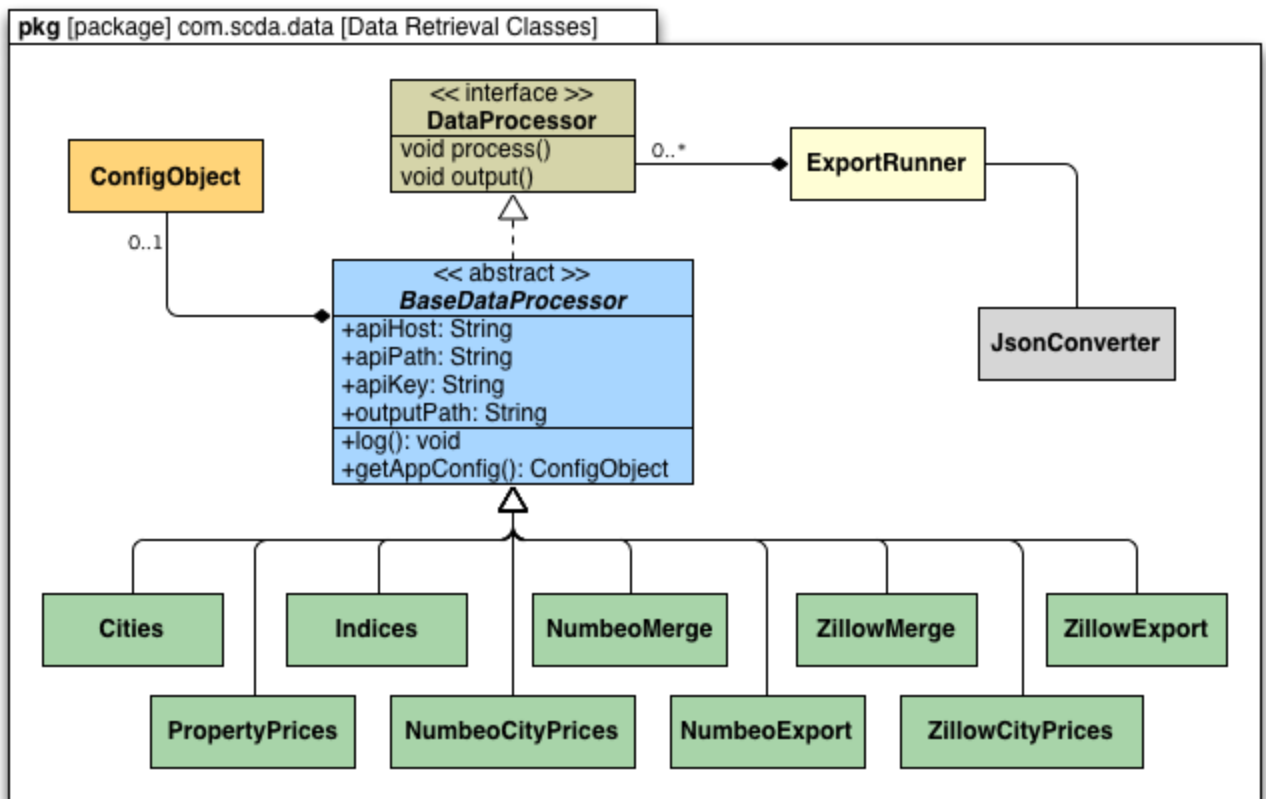 pkg [package] com.scda.data [Data Retrieval Classes]
<< interface >>
DataProcessor
void process()
void output()
0..*
ExportRunner
ConfigObject
0..1
<< abstract >>
BaseDataProcessor
+apiHost: String
+apiPath: String
+apiKey: String
+outputPath: String
+log(): void
+getAppConfig(): ConfigObject
JsonConverter
Cities
Indices
NumbeoMerge
ZillowMerge
ZillowExport
PropertyPrices
NumbeoCityPrices
NumbeoExport
ZillowCityPrices